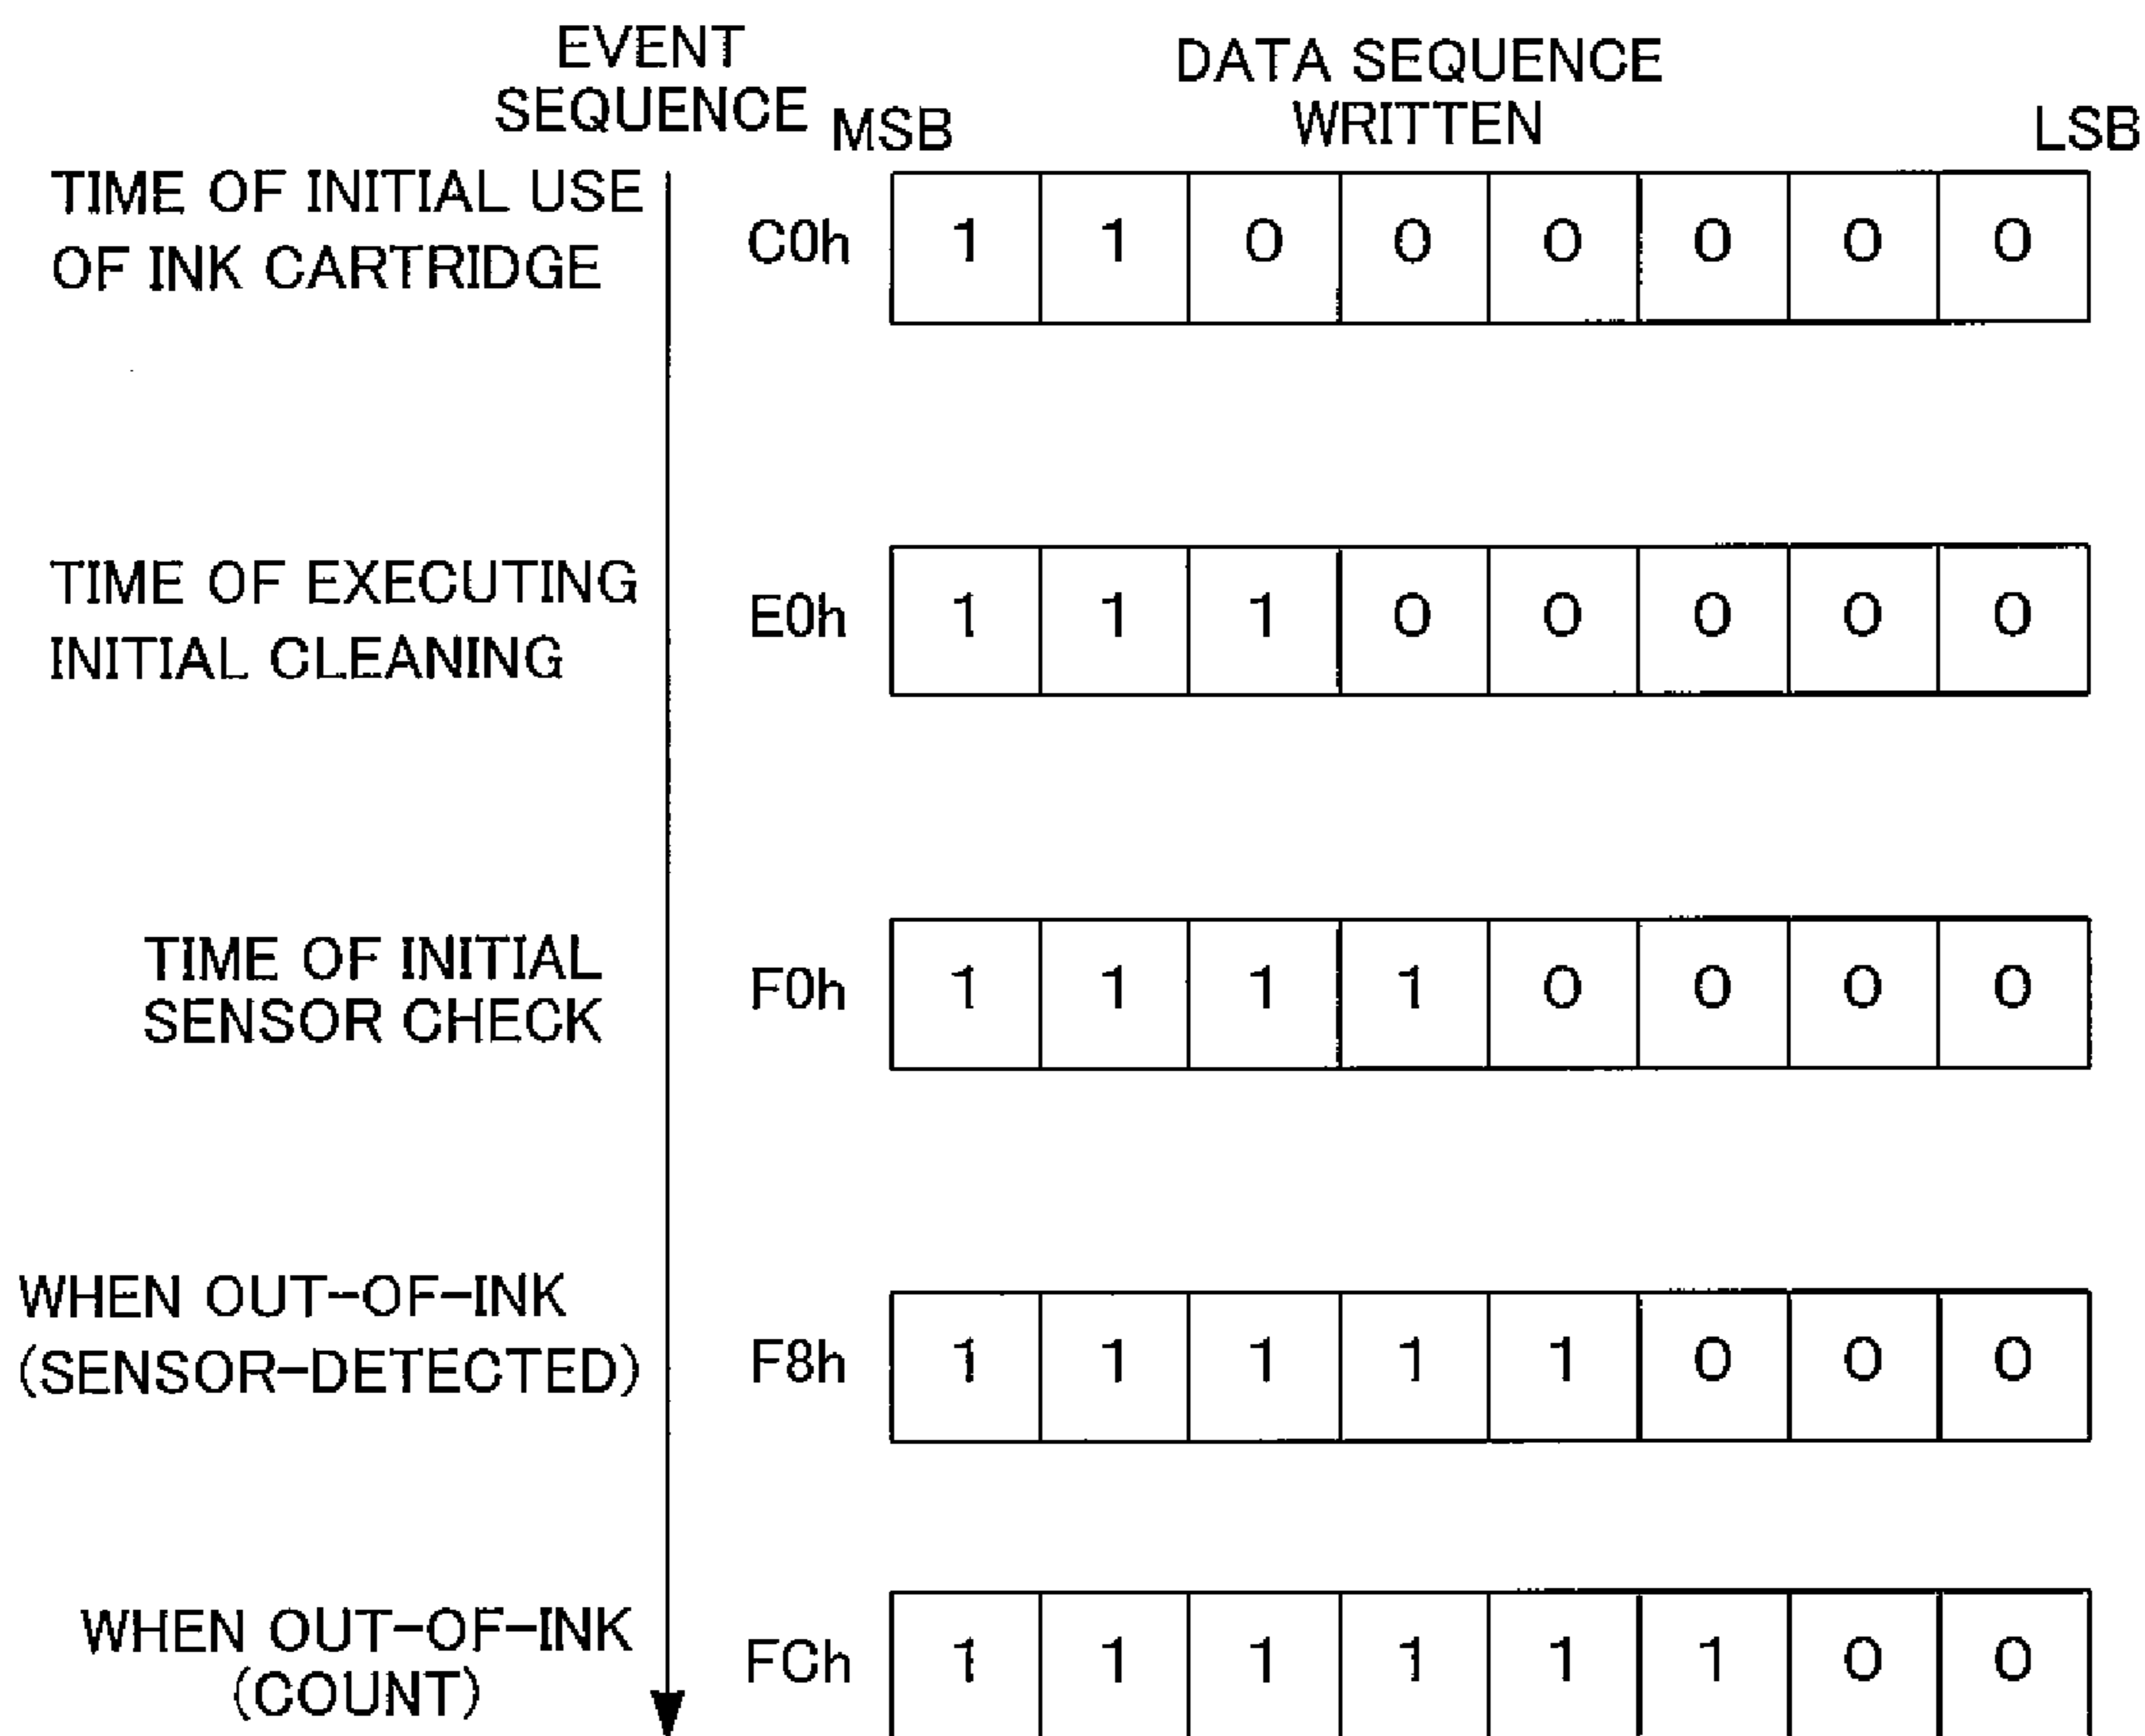 EVENT
SEQUENCE
DATA SEQUENCE
WRITTEN
MSB
LSB
TIME OF INITIAL USE
OF INK CARTRIDGE
C0h 1 1 0 0 0 0 0 0
TIME OF EXECUTING
INITIAL CLEANING
E0h 1 1 1 0 0 0 0 0
TIME OF INITIAL
SENSOR CHECK
F0h 1 1 1 1 0 0 0 0
WHEN OUT-OF-INK
(SENSOR-DETECTED)
F8h 1 1 1 1 1 0 0 0
WHEN OUT-OF-INK
(COUNT)
FCh 1 1 1 1 1 1 0 0